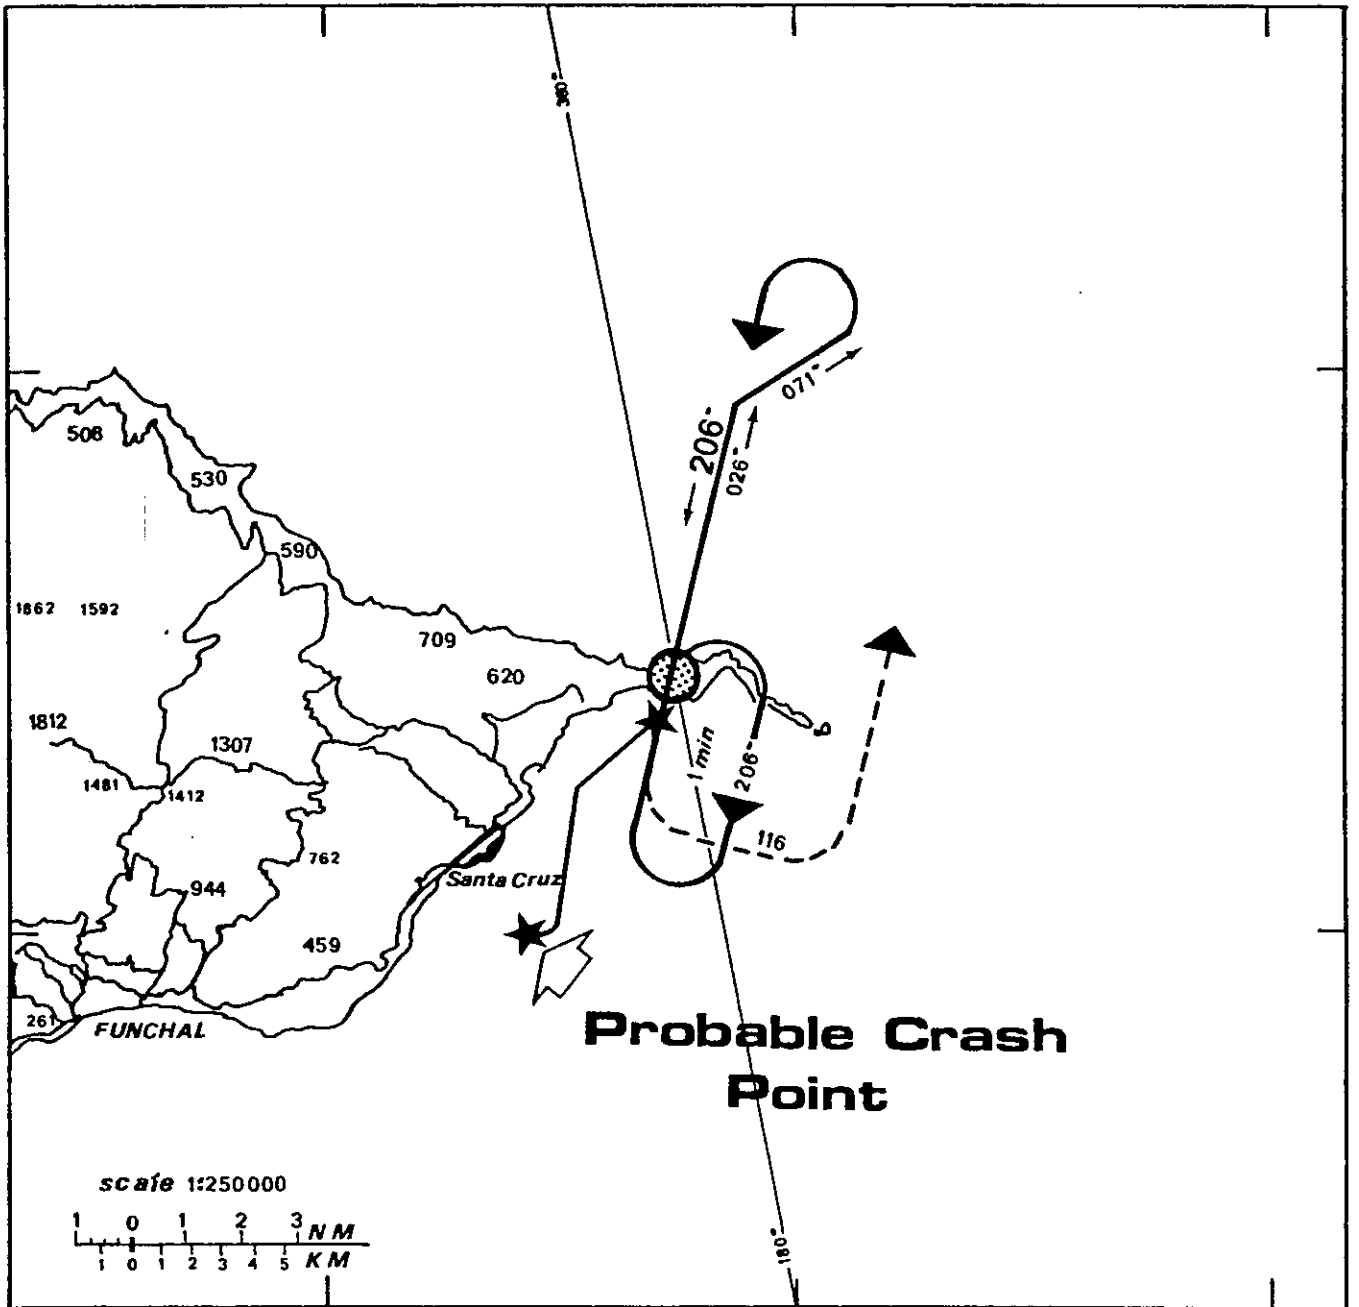 360°
071°
206°
026°
508
530
590
1862 1592
709
620
1812
1307
1 min
206°
1481
1412
116
762
Santa Cruz
944
459
261
FUNCHAL
Probable Crash
Point
scale 1:250000
1 0 1 2 3 NM
1 0 1 2 3 4 5 KM
180°